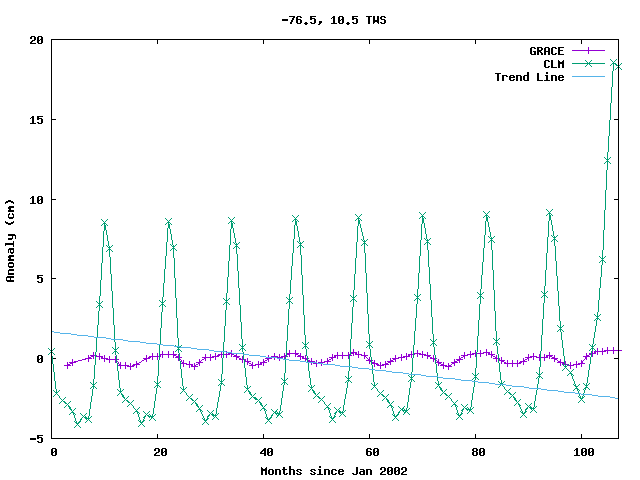 -76.5, 10.5 TWS
GRACE
CLM
Trend Line
20
15
10
5
0
-5
Anomaly (cm)
0 20 40 60 80 100
Months since Jan 2002